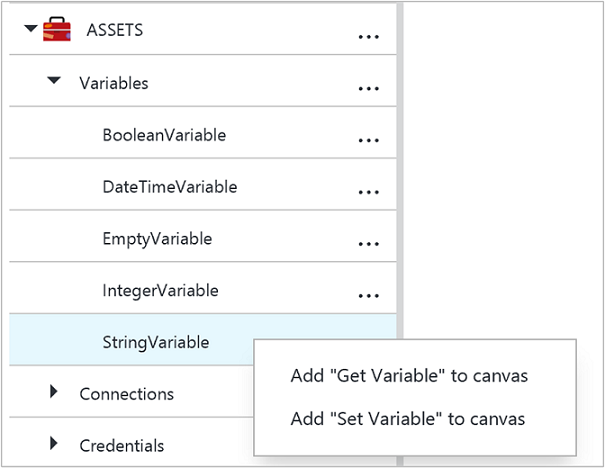 ASSETS ...
Variables ...
BooleanVariable ...
DateTimeVariable ...
EmptyVariable ...
IntegerVariable ...
StringVariable
Add "Get Variable" to canvas
Connections
Add "Set Variable" to canvas
Credentials